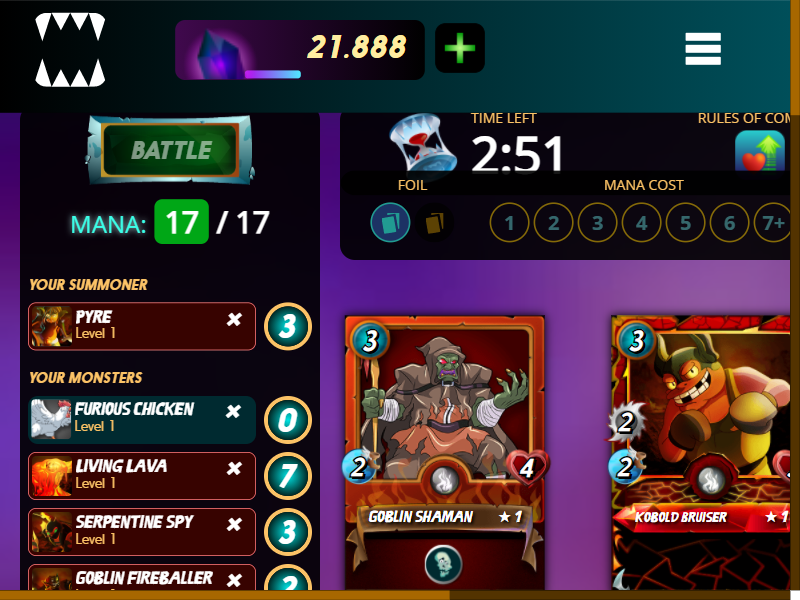 21.888
BATTLE
MANA: 17 / 17
YOUR SUMMONER
PYRE
Level 1
3
YOUR MONSTERS
FURIOUS CHICKEN
Level 1
0
LIVING LAVA
Level 1
7
SERPENTINE SPY
Level 1
3
GOBLIN FIREBALLER
2
TIME LEFT
RULES OF COM
2:51
FOIL
MANA COST
1 2 3 4 5 6 7+
3
2
4
GOBLIN SHAMAN
★ 1
3
2
2
KOBOLD BRUISER
★ 1